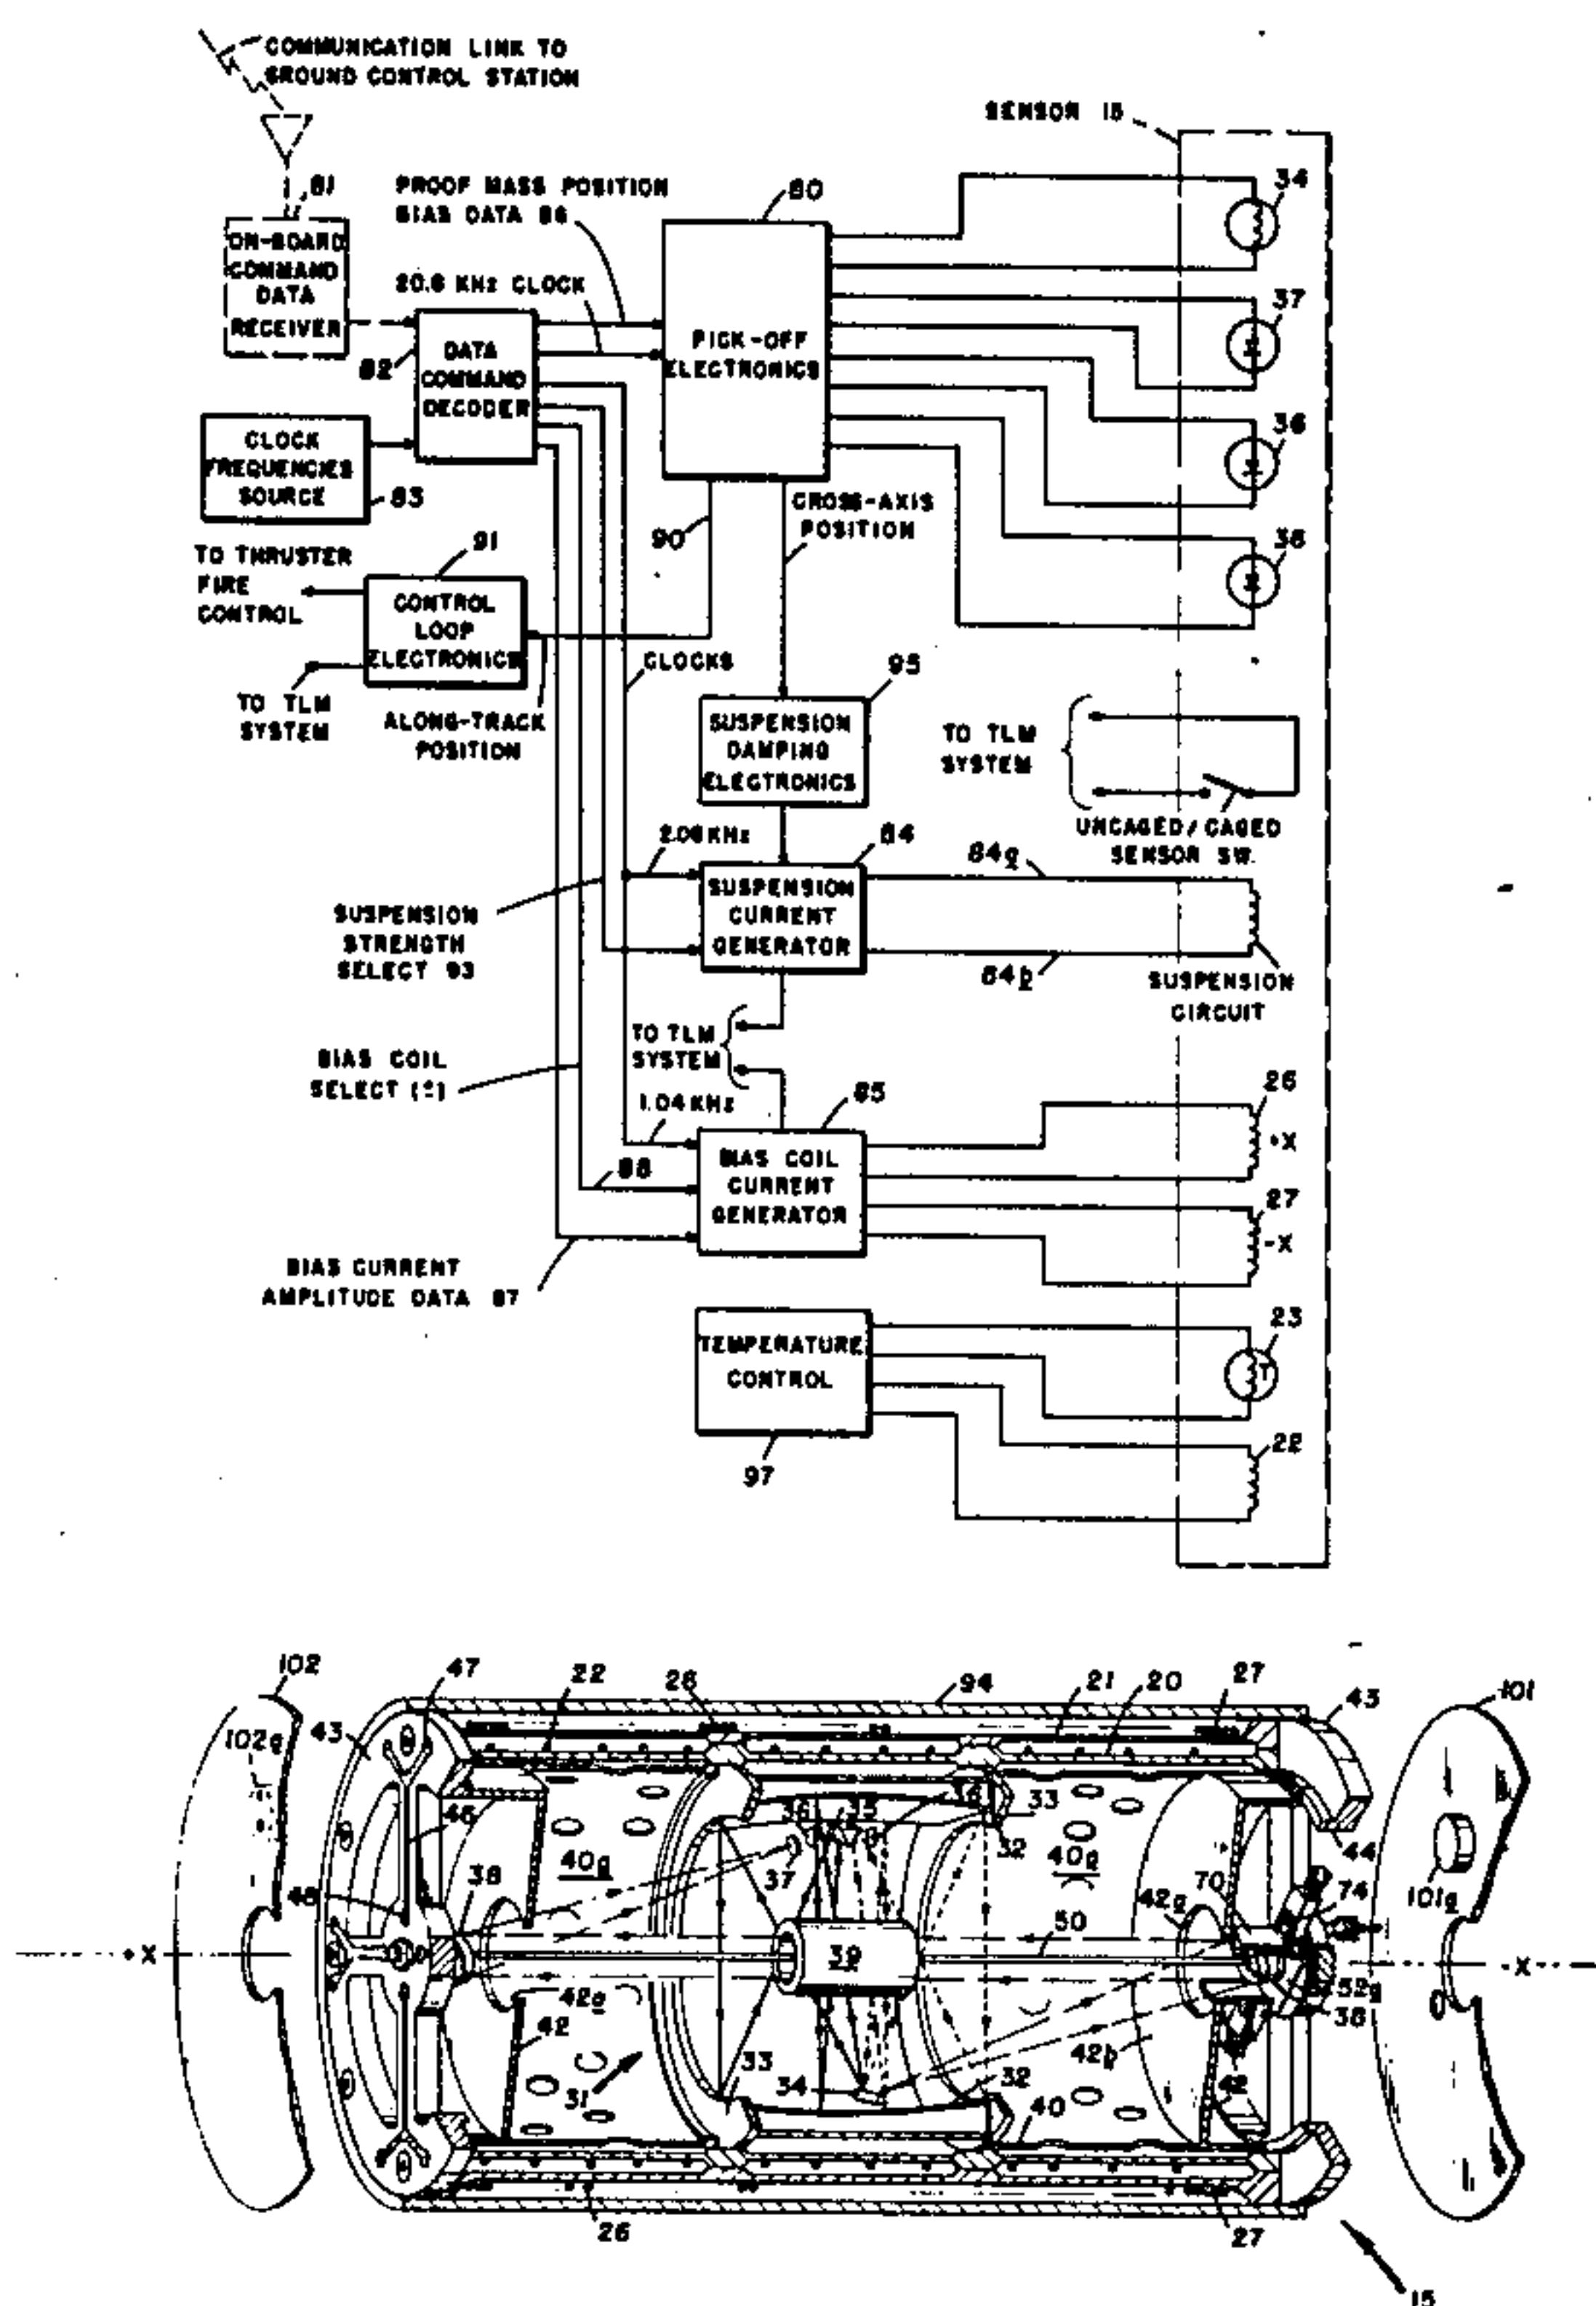 COMMUNICATION LINK TO
GROUND CONTROL STATION
SENSOR 15
81
PROOF MASS POSITION
BIAS DATA 86
80
34
ON-BOARD
COMMAND
DATA
RECEIVER
20.8 KHz CLOCK
37
82
DATA
COMMAND
DECODER
PICK-OFF
ELECTRONICS
36
CLOCK
FREQUENCIES
SOURCE
83
CROSS-AXIS
POSITION
90
38
TO THRUSTER
FIRE
CONTROL
91
CONTROL
LOOP
ELECTRONICS
CLOCKS
95
TO TLM
SYSTEM
ALONG-TRACK
POSITION
SUSPENSION
DAMPING
ELECTRONICS
TO TLM
SYSTEM
UNCAGED/CAGED
SENSOR SW.
2.08 KHz
84
84a
SUSPENSION
CURRENT
GENERATOR
SUSPENSION
STRENGTH
SELECT 93
84b
SUSPENSION
CIRCUIT
TO TLM
SYSTEM
BIAS COIL
SELECT (±)
1.04 KHz
85
26
+X
88
BIAS COIL
CURRENT
GENERATOR
27
-X
BIAS CURRENT
AMPLITUDE DATA 87
TEMPERATURE
CONTROL
23
T
97
22
102
47
22
28
94
21
20
27
43
101
102a
43
46
36
35
33
32
44
40a
37
40a
70
74
101a
48
38
42a
50
+X
39
-X
42a
52a
38
42
33
42b
31
34
32
40
42
26
27
15